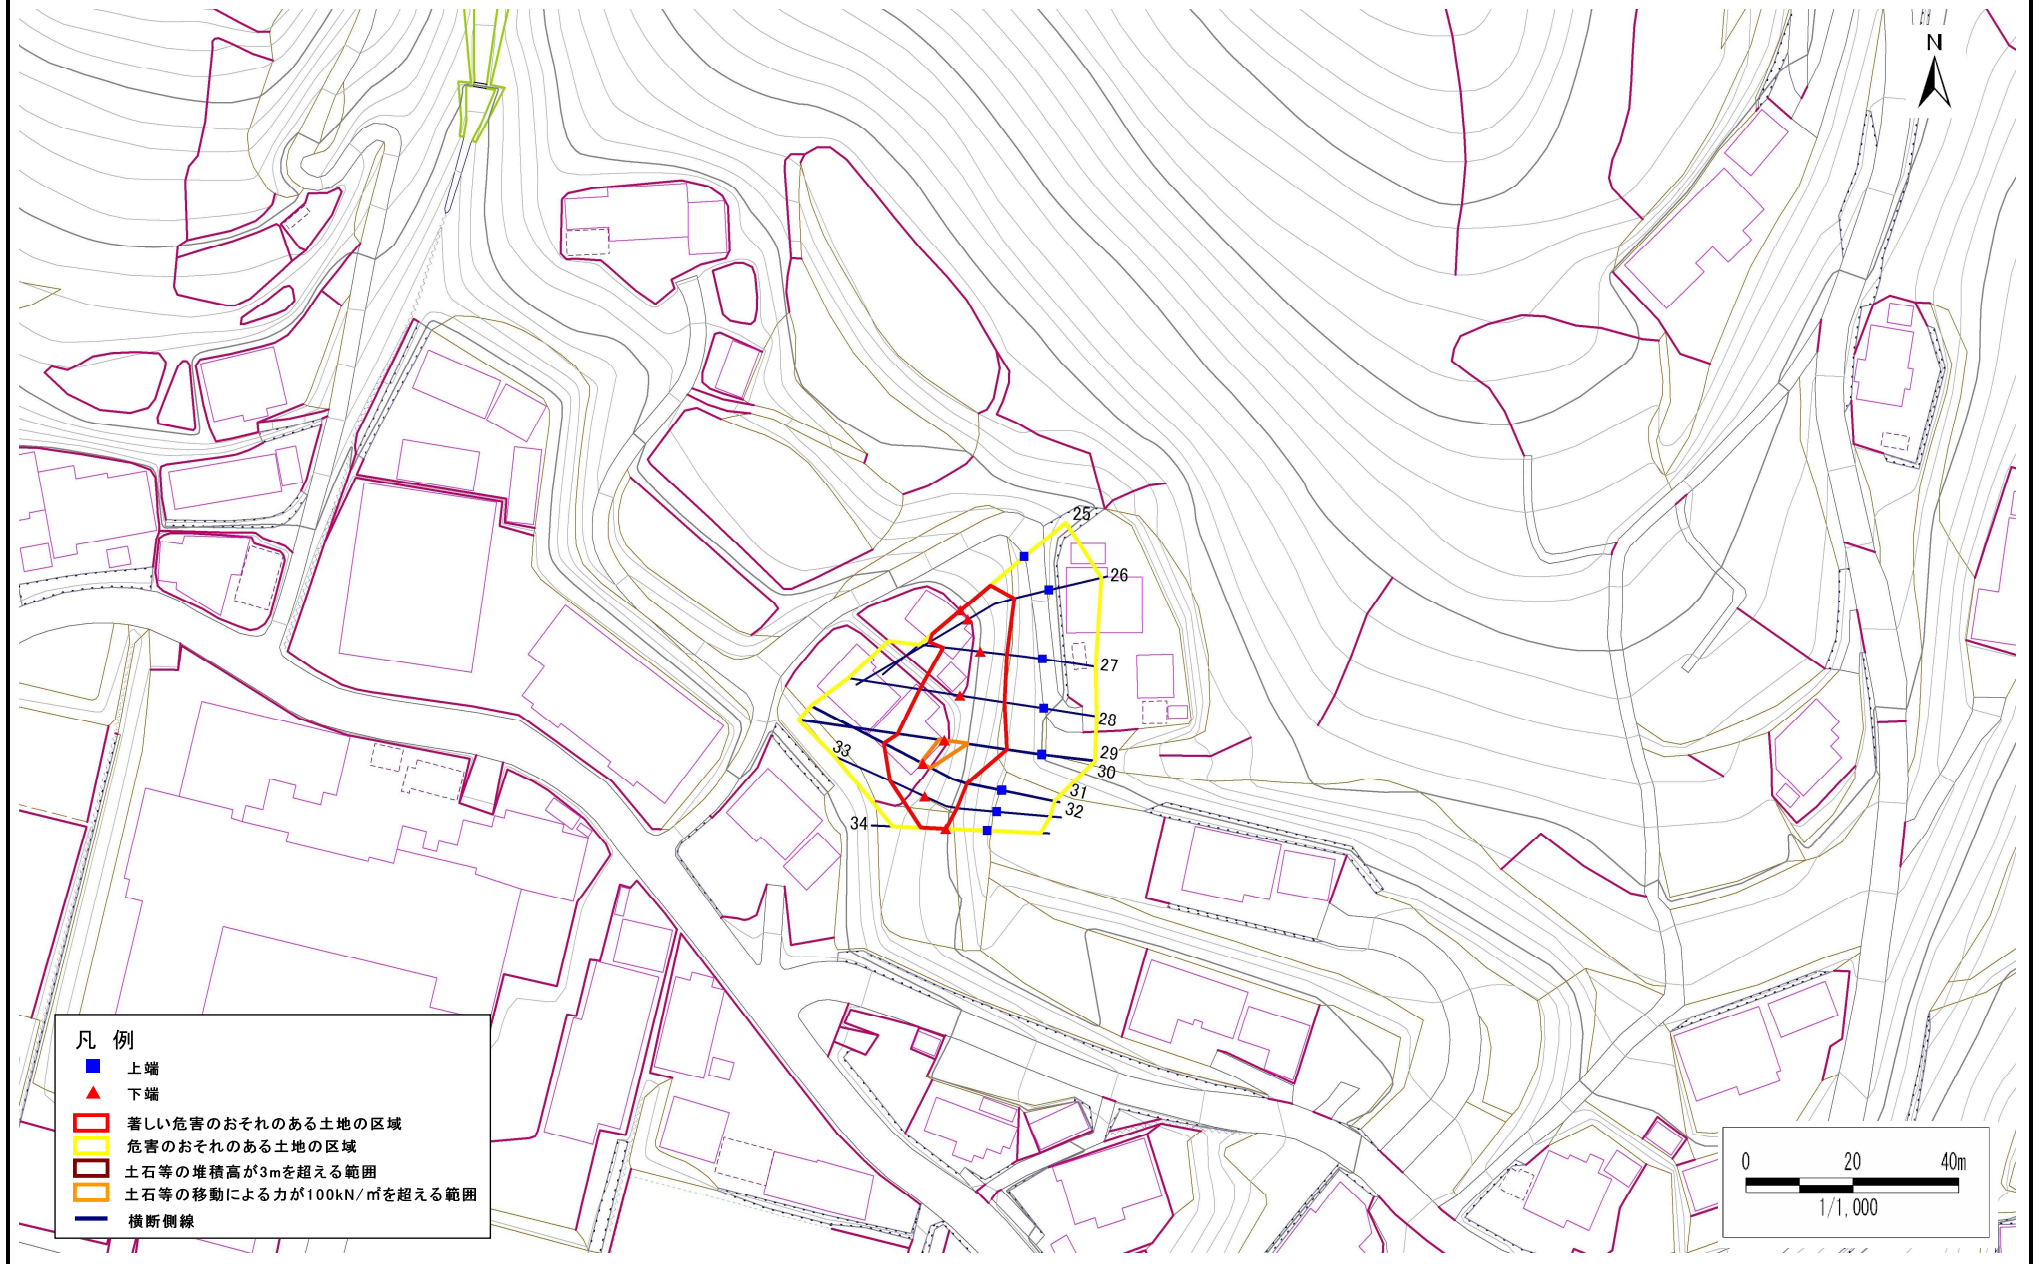 N
25
26
27
28
29
30
31
32
33
34
凡 例
上端
下端
著しい危害のおそれのある土地の区域
危害のおそれのある土地の区域
土石等の堆積高が3mを超える範囲
土石等の移動による力が100kN/㎡を超える範囲
横断側線
0 20 40m
1/1,000